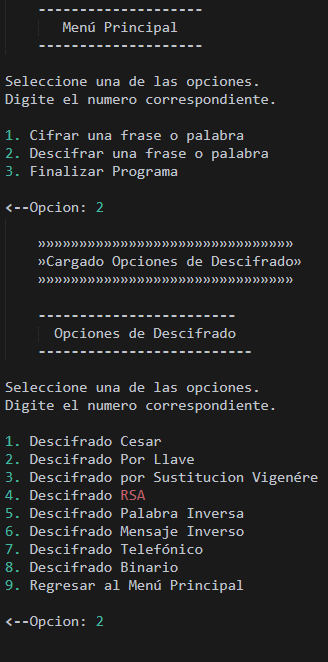 --------------------
Menú Principal
--------------------
Seleccione una de las opciones.
Digite el numero correspondiente.
1. Cifrar una frase o palabra
2. Descifrar una frase o palabra
3. Finalizar Programa
<--Opcion: 2
»»»»»»»»»»»»»»»»»»»»»»»»»»»»»»»
»Cargado Opciones de Descifrado»
»»»»»»»»»»»»»»»»»»»»»»»»»»»»»»»
------------------------
Opciones de Descifrado
--------------------------
Seleccione una de las opciones.
Digite el numero correspondiente.
1. Descifrado Cesar
2. Descifrado Por Llave
3. Descifrado por Sustitucion Vigenére
4. Descifrado RSA
5. Descifrado Palabra Inversa
6. Descifrado Mensaje Inverso
7. Descifrado Telefónico
8. Descifrado Binario
9. Regresar al Menú Principal
<--Opcion: 2